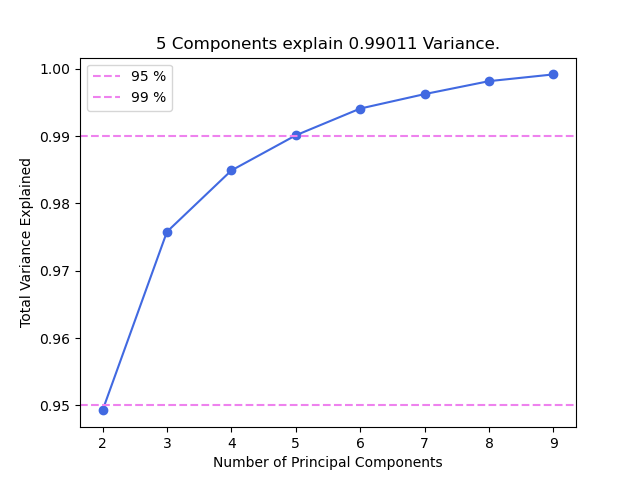 5 Components explain 0.99011 Variance.
95 %
99 %
1.00
0.99
0.98
0.97
0.96
0.95
Total Variance Explained
2 3 4 5 6 7 8 9
Number of Principal Components